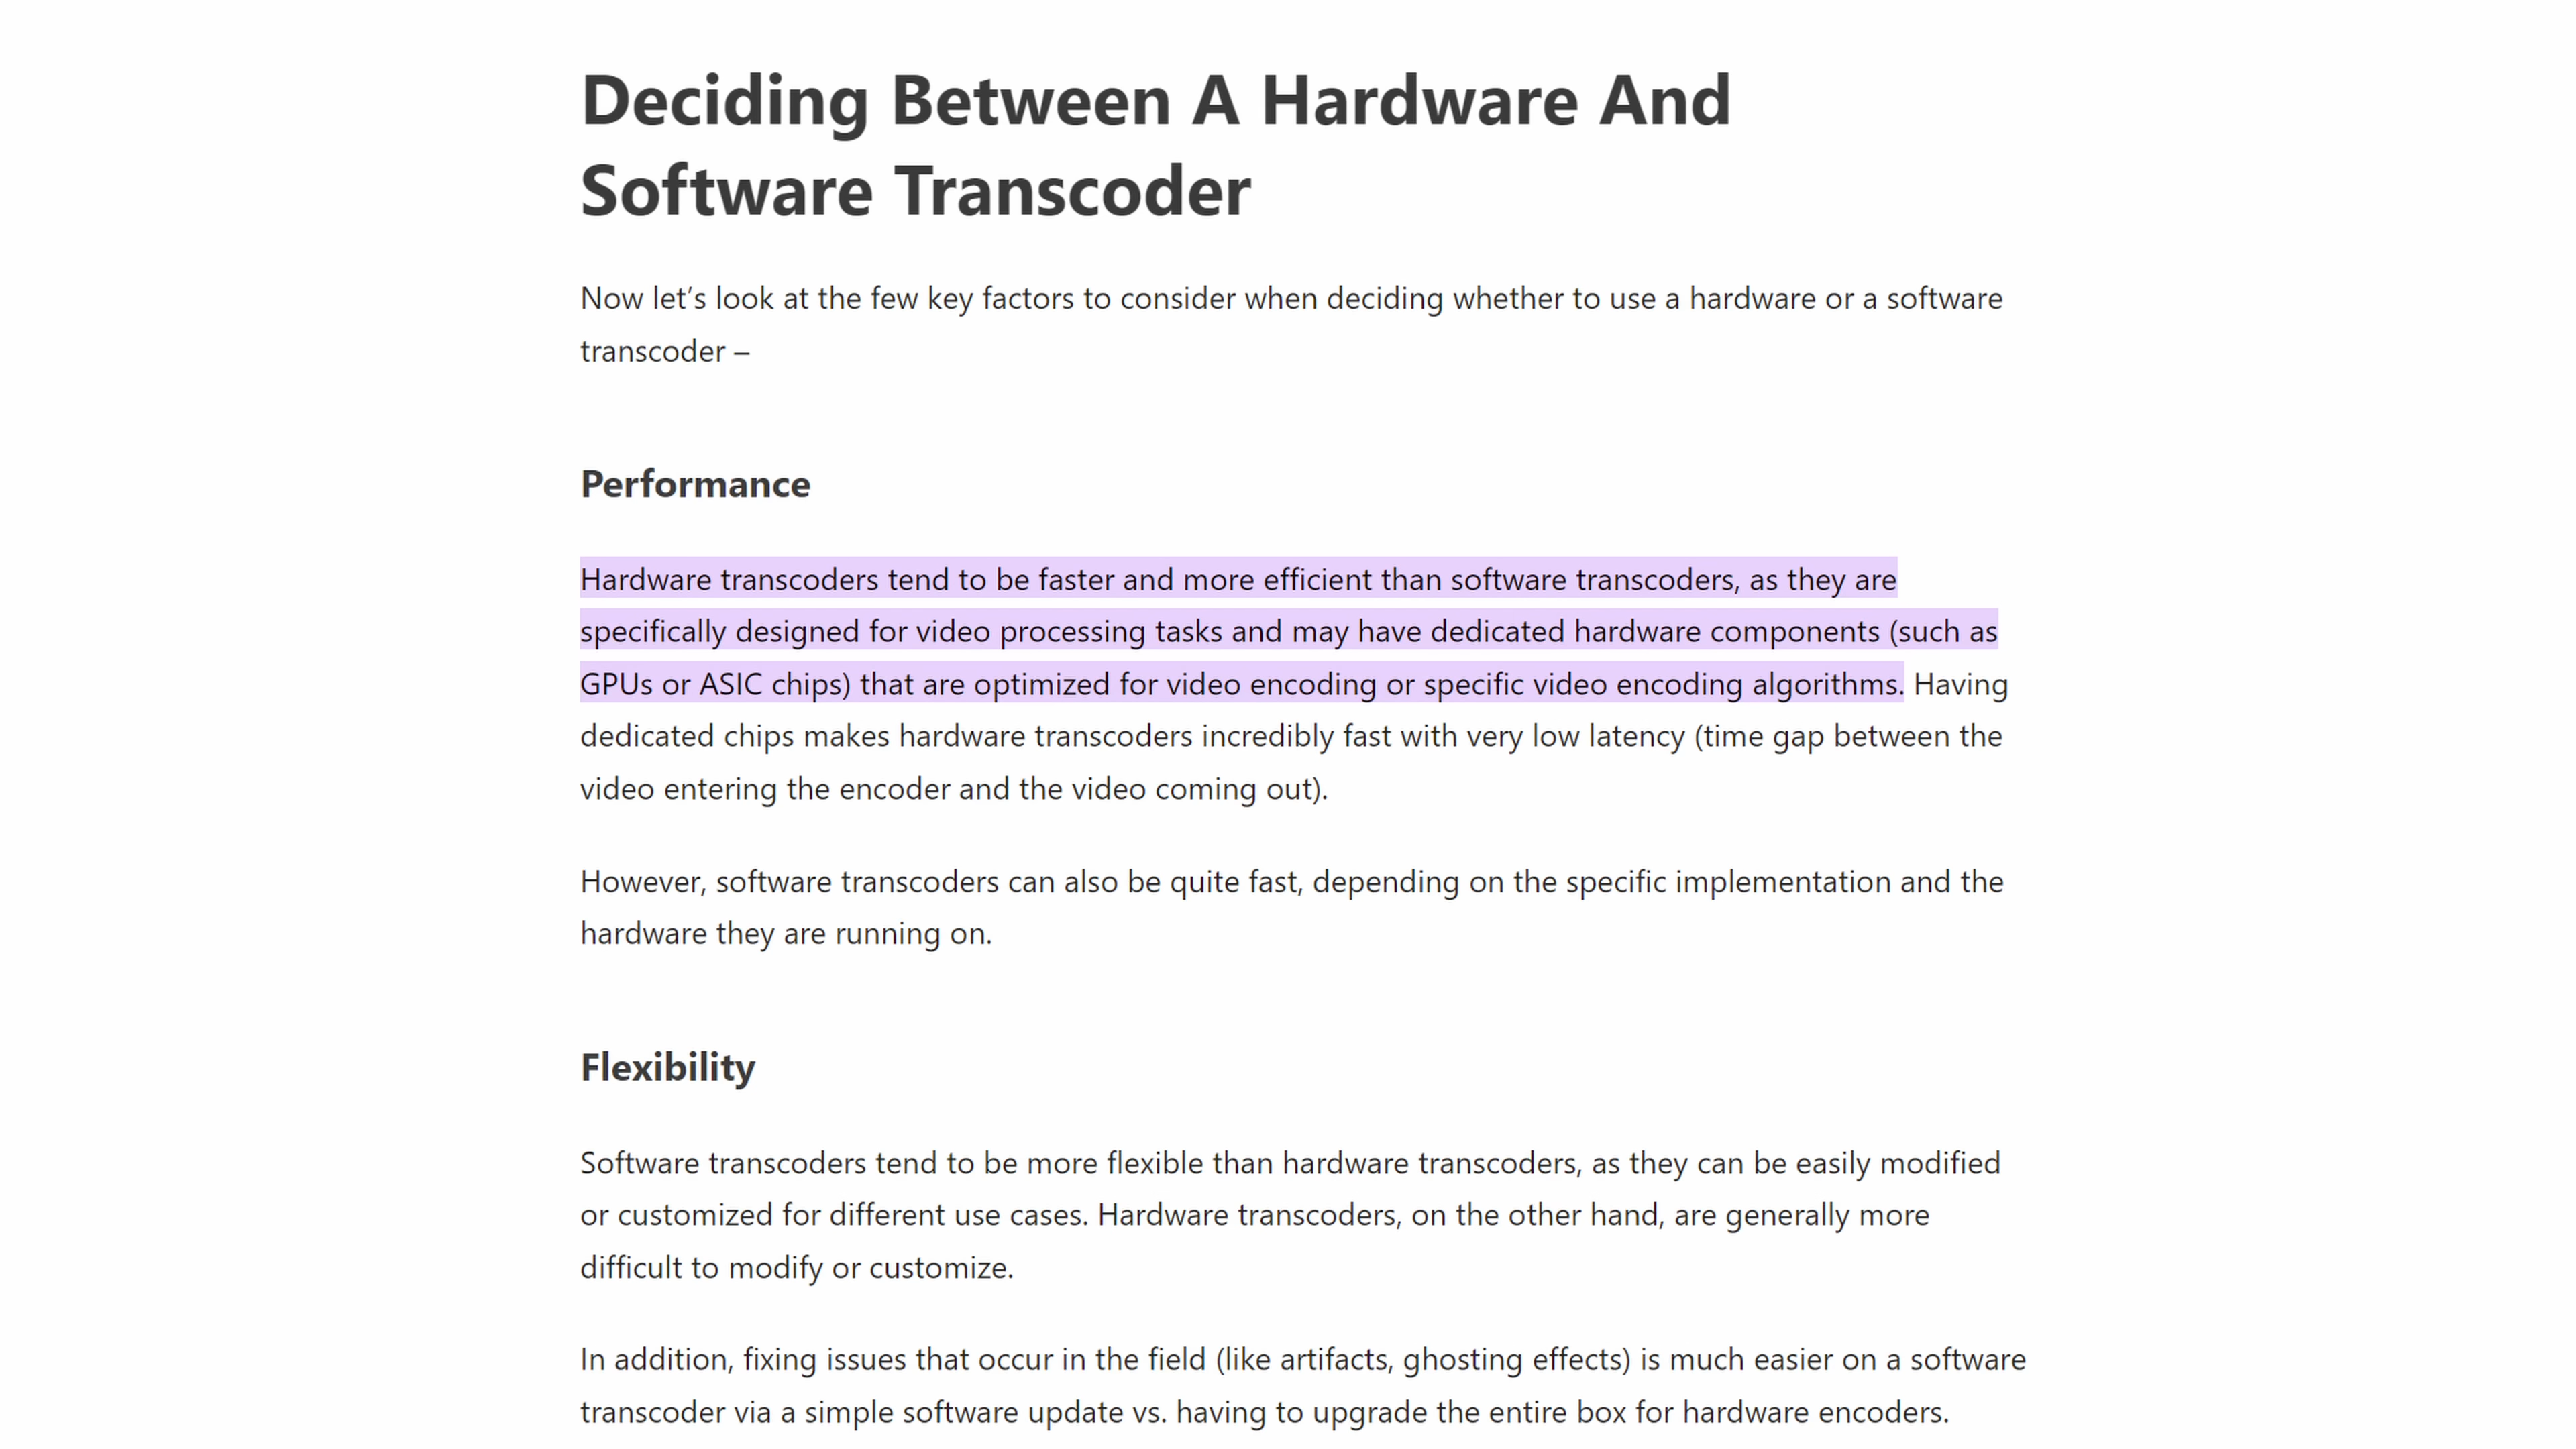 Deciding Between A Hardware And
Software Transcoder
Now let’s look at the few key factors to consider when deciding whether to use a hardware or a software
transcoder –
Performance
Hardware transcoders tend to be faster and more efficient than software transcoders, as they are
specifically designed for video processing tasks and may have dedicated hardware components (such as
GPUs or ASIC chips) that are optimized for video encoding or specific video encoding algorithms. Having
dedicated chips makes hardware transcoders incredibly fast with very low latency (time gap between the
video entering the encoder and the video coming out).
However, software transcoders can also be quite fast, depending on the specific implementation and the
hardware they are running on.
Flexibility
Software transcoders tend to be more flexible than hardware transcoders, as they can be easily modified
or customized for different use cases. Hardware transcoders, on the other hand, are generally more
difficult to modify or customize.
In addition, fixing issues that occur in the field (like artifacts, ghosting effects) is much easier on a software
transcoder via a simple software update vs. having to upgrade the entire box for hardware encoders.